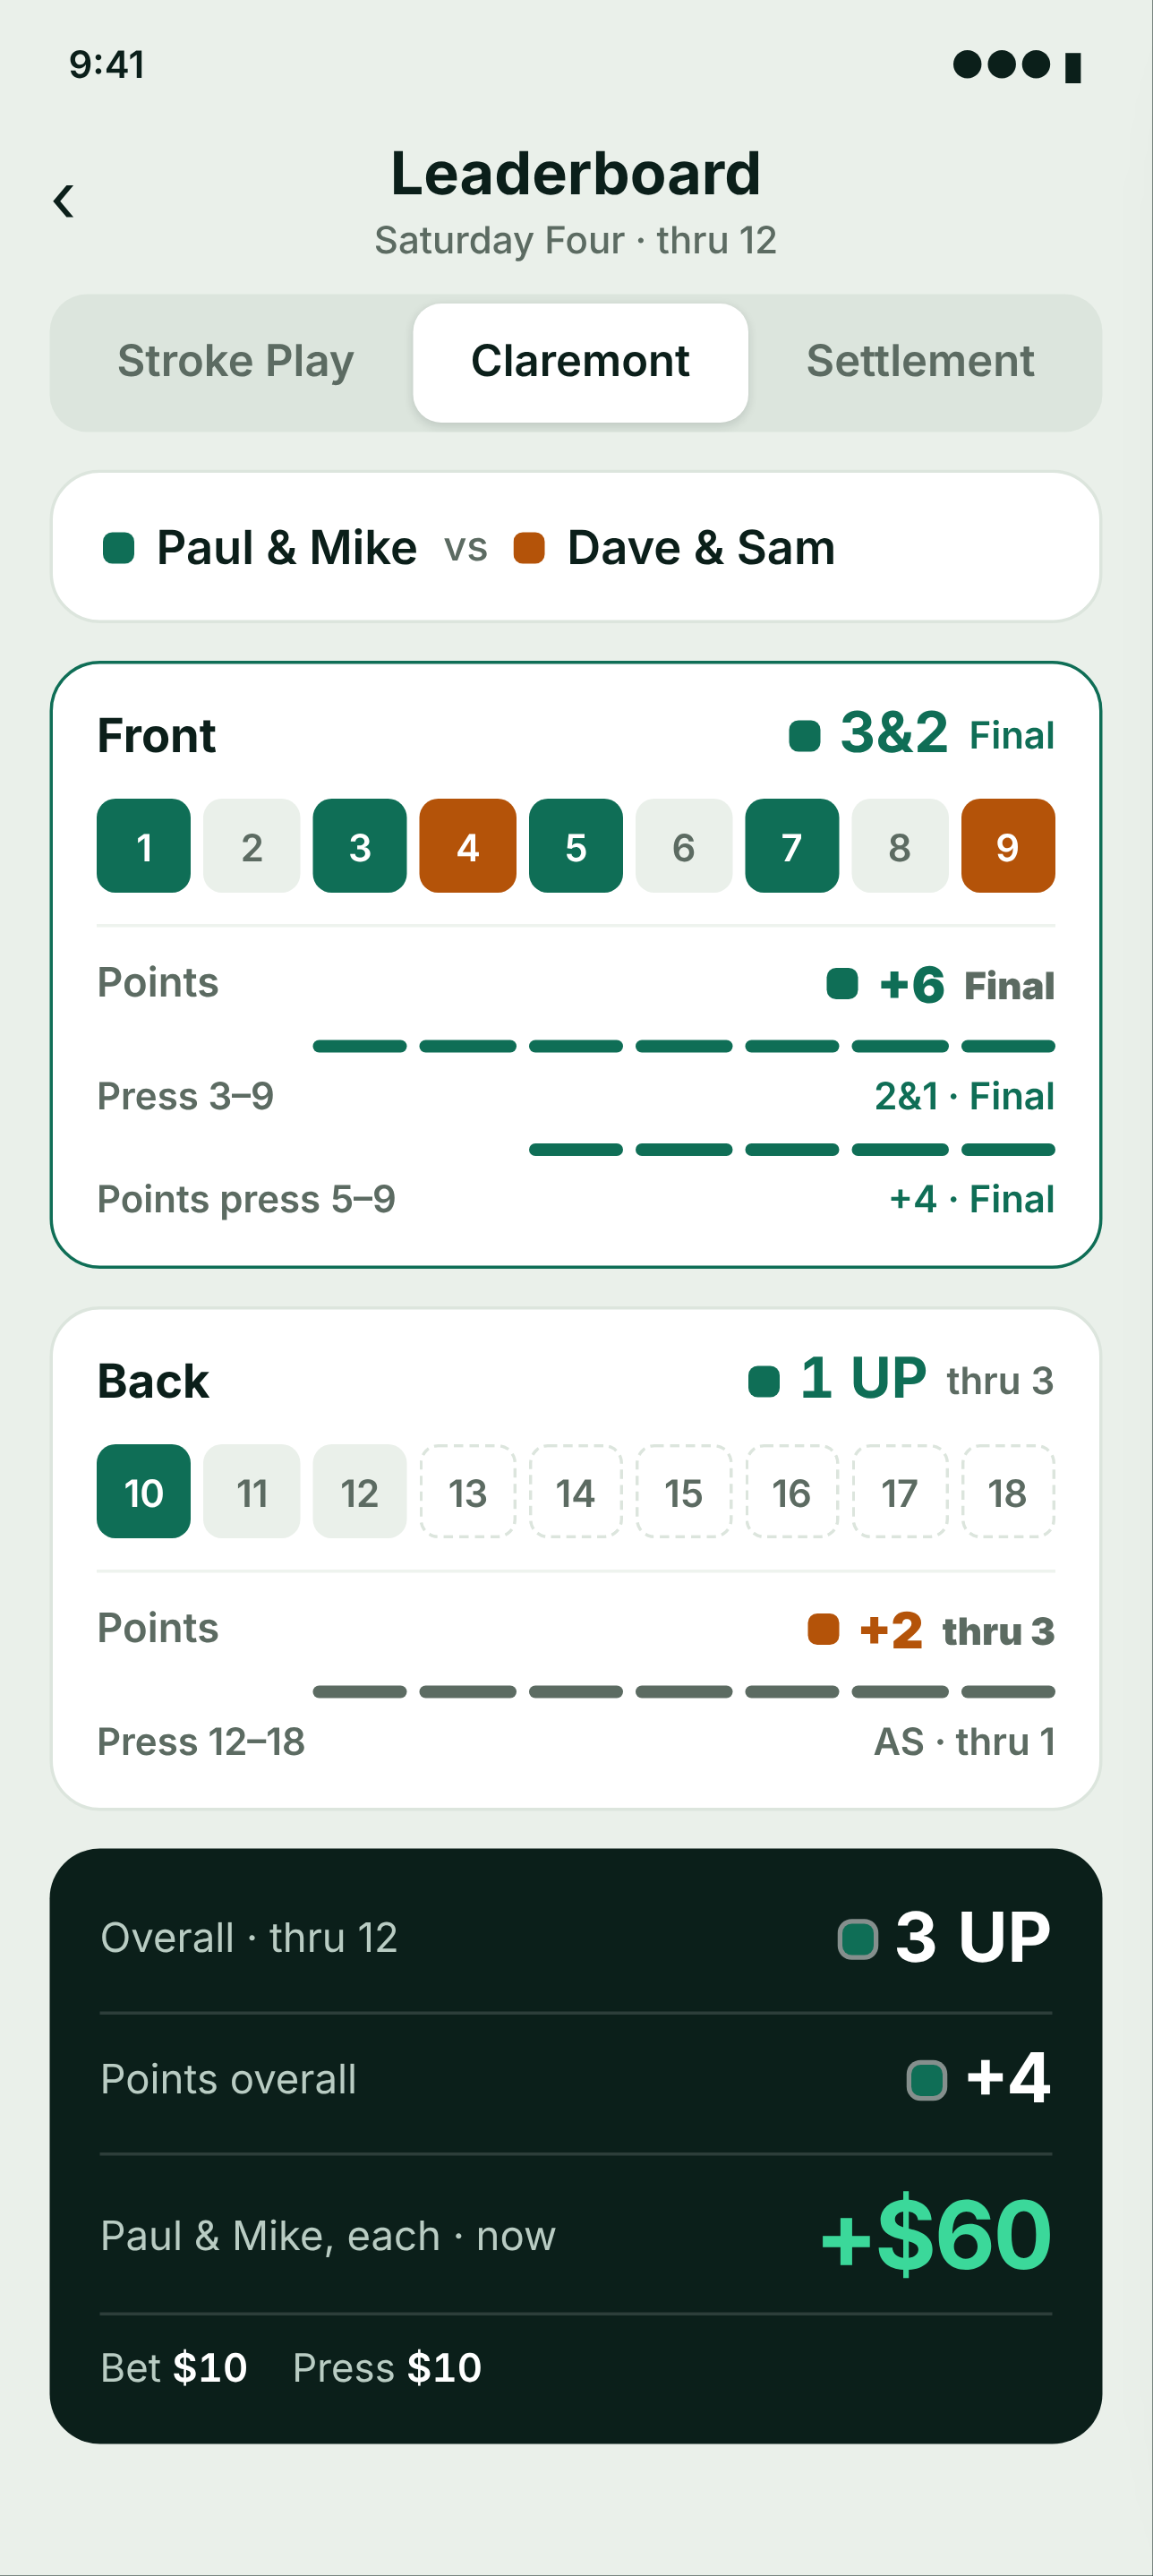 9:41
Leaderboard
Saturday Four · thru 12
Stroke Play Claremont Settlement
Paul & Mike vs Dave & Sam
Front 3&2 Final
1 2 3 4 5 6 7 8 9
Points +6 Final
Press 3–9 2&1 · Final
Points press 5–9 +4 · Final
Back 1 UP thru 3
10 11 12 13 14 15 16 17 18
Points +2 thru 3
Press 12–18 AS · thru 1
Overall · thru 12 3 UP
Points overall +4
Paul & Mike, each · now +$60
Bet $10 Press $10